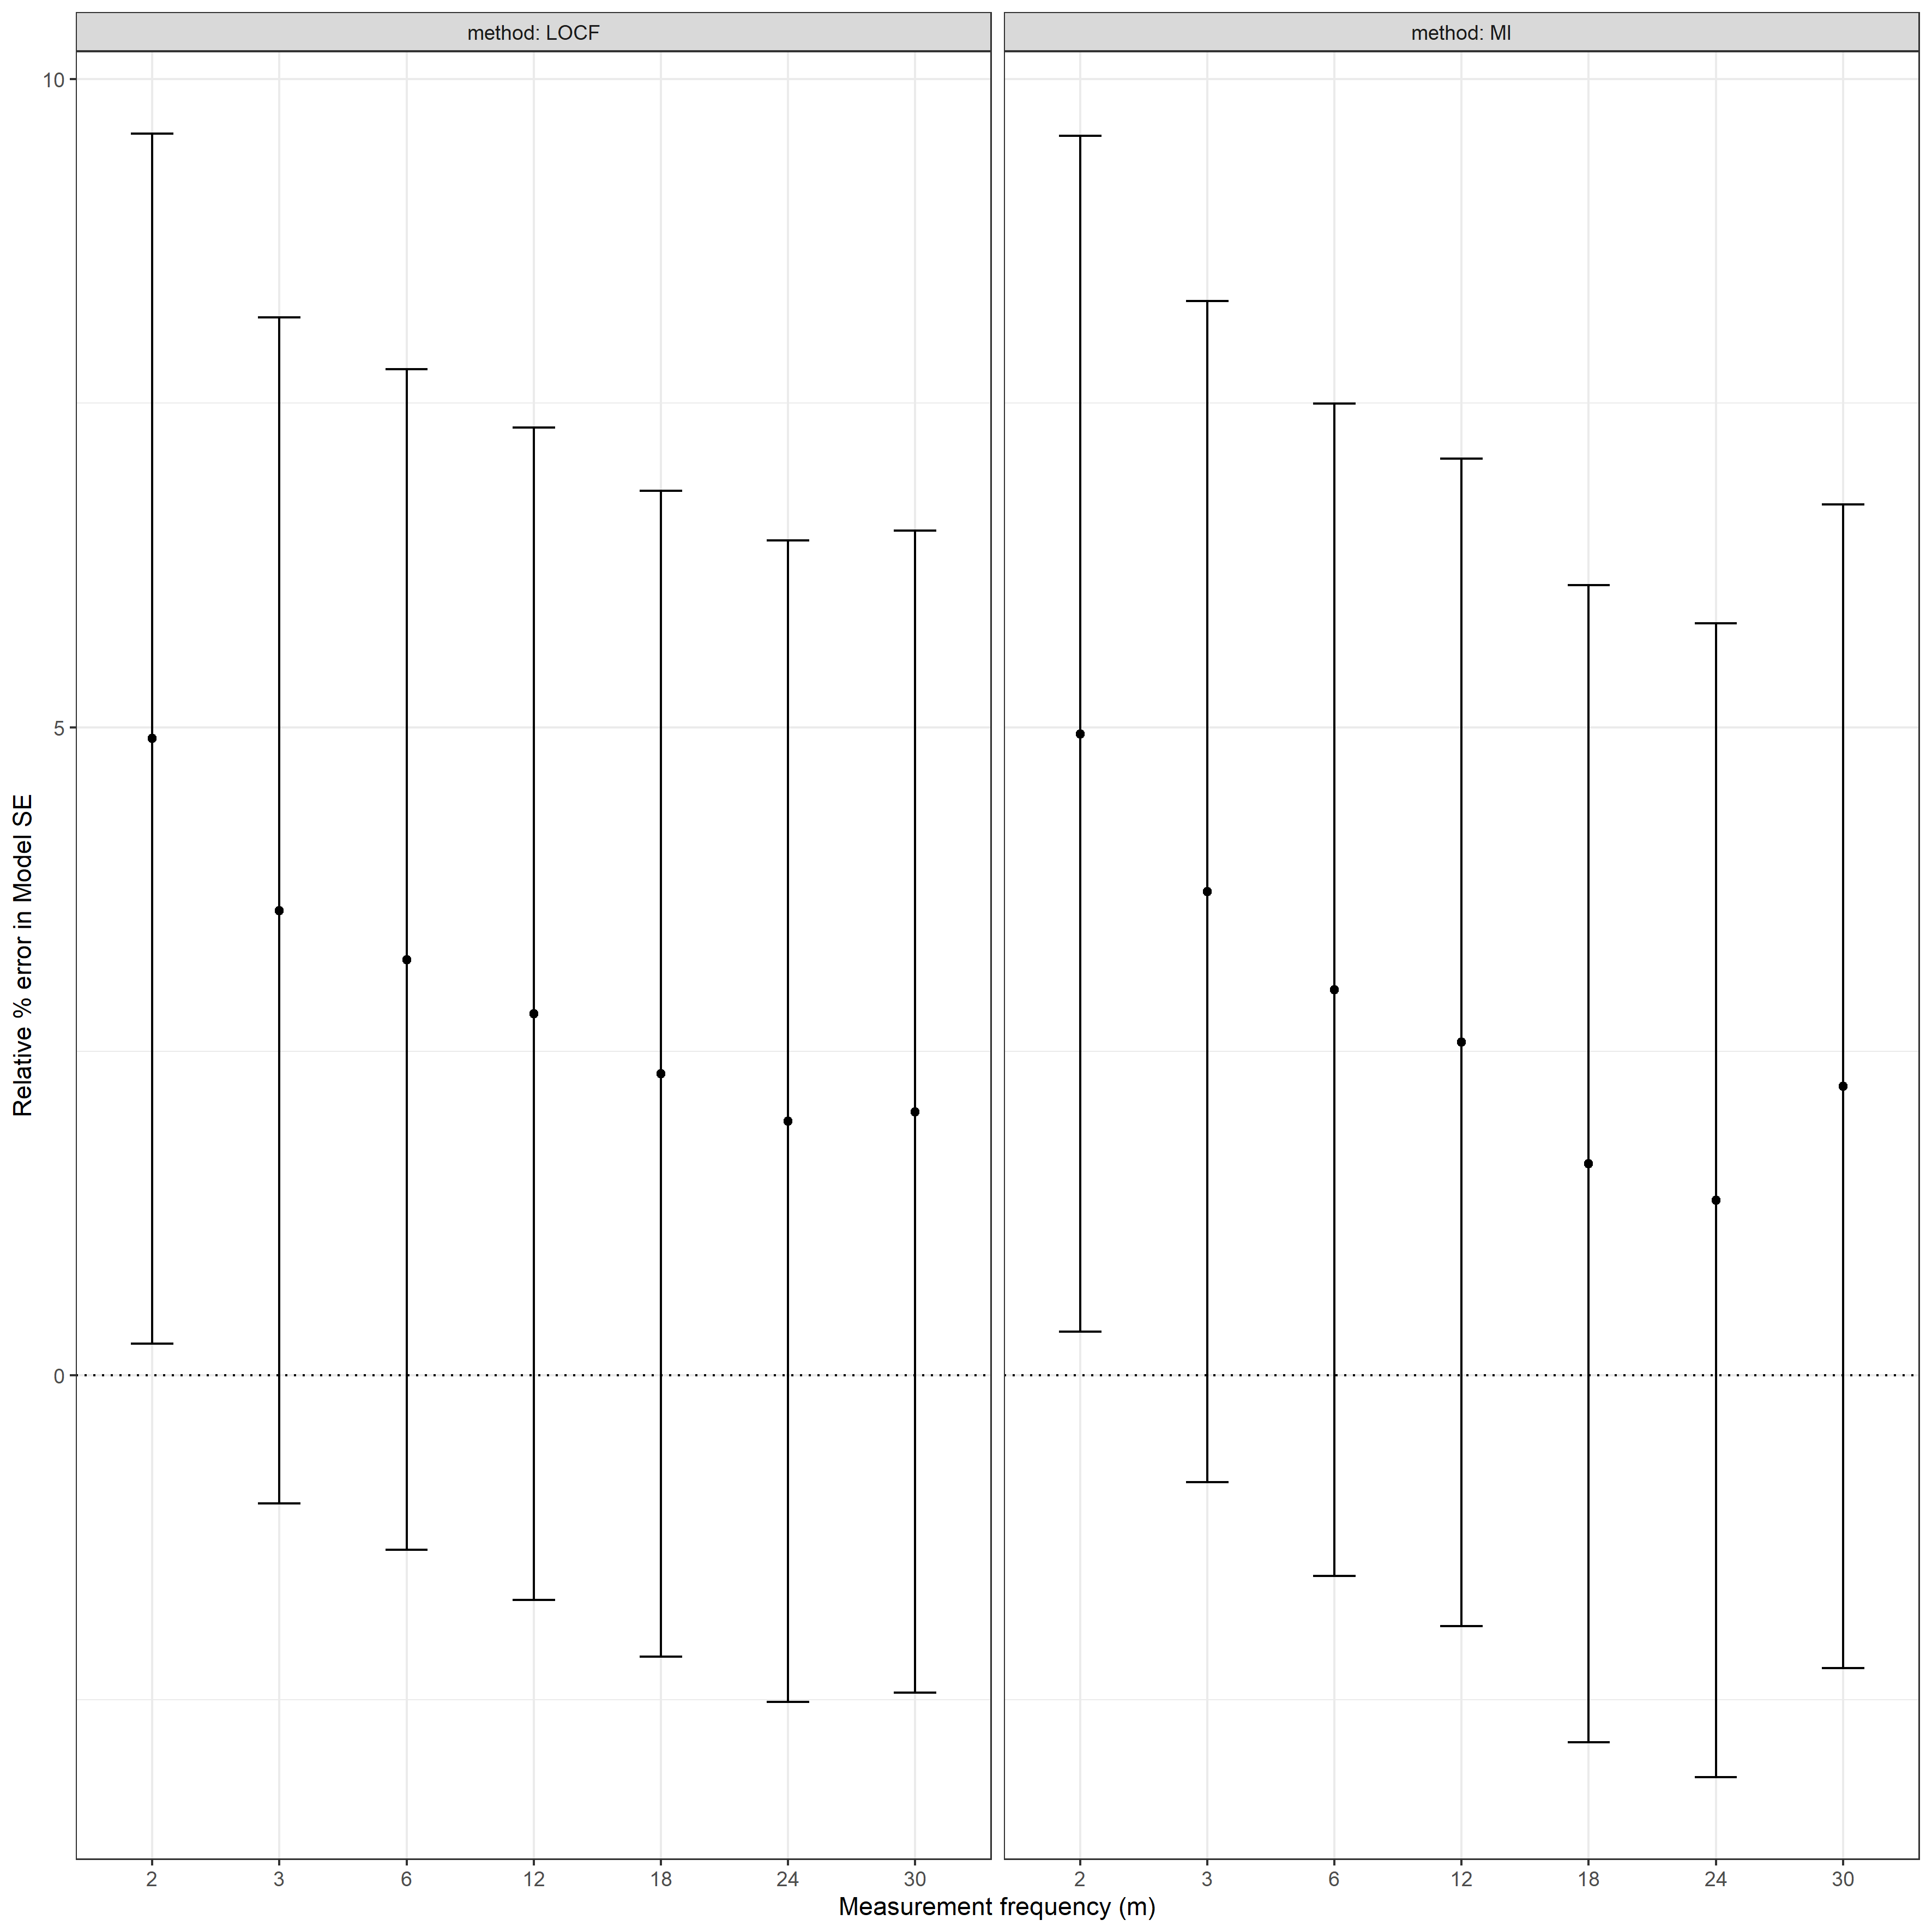 method: LOCF
method: MI
10
5
0
Relative % error in Model SE
2 3 6 12 18 24 30
2 3 6 12 18 24 30
Measurement frequency (m)